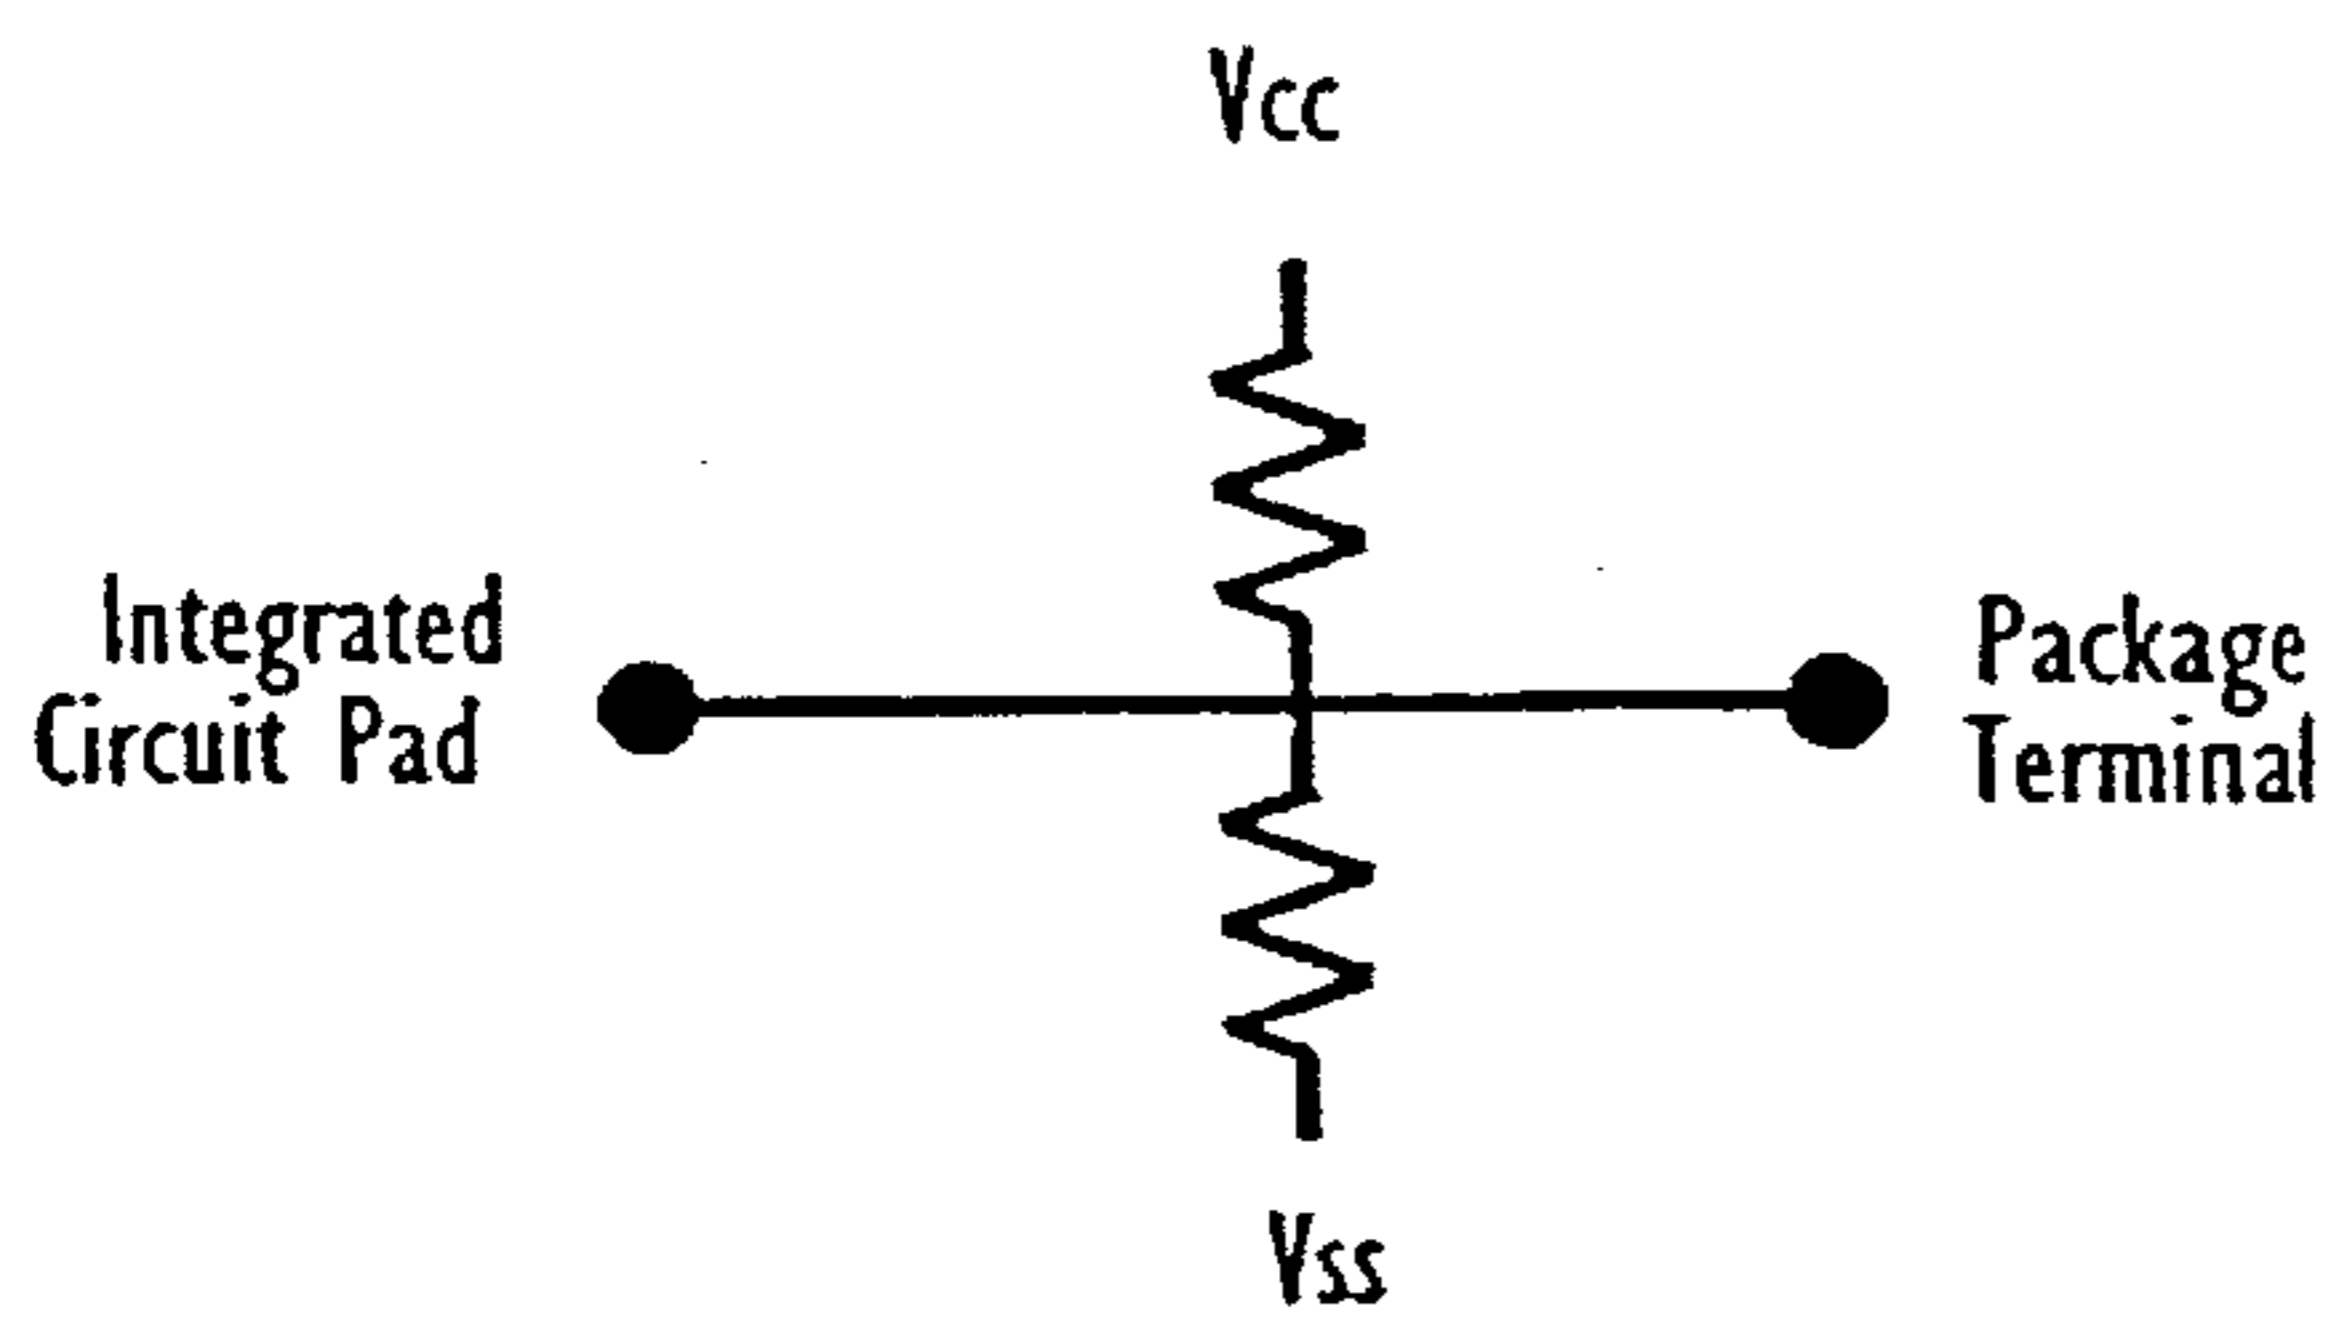 Vcc
Integrated
Circuit Pad
Package
Terminal
Vss